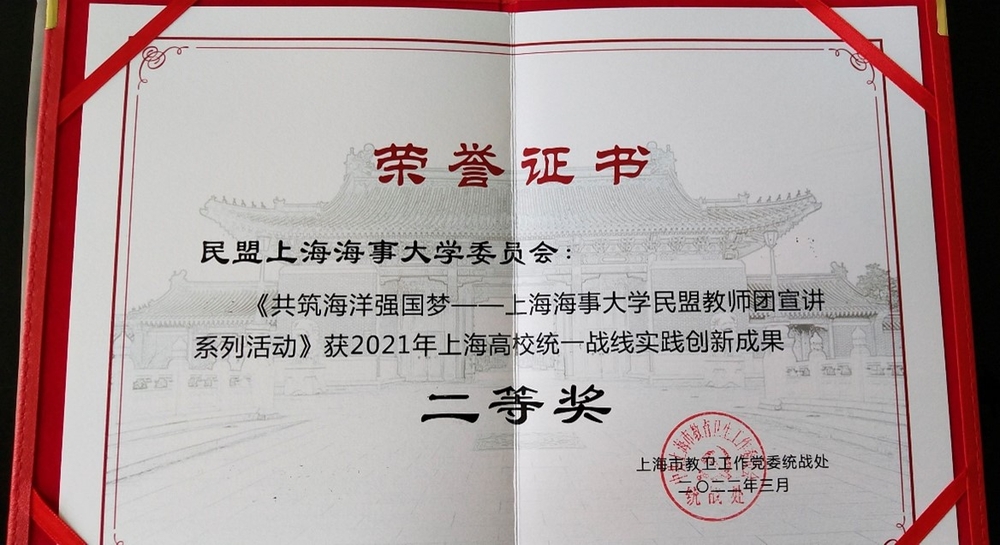 荣誉证书
民盟上海海事大学委员会：
《共筑海洋强国梦——上海海事大学民盟教师团宣讲
系列活动》获2021年上海高校统一战线实践创新成果
二等奖
上海市教卫工作党委统战处
二〇二二年三月
统战处